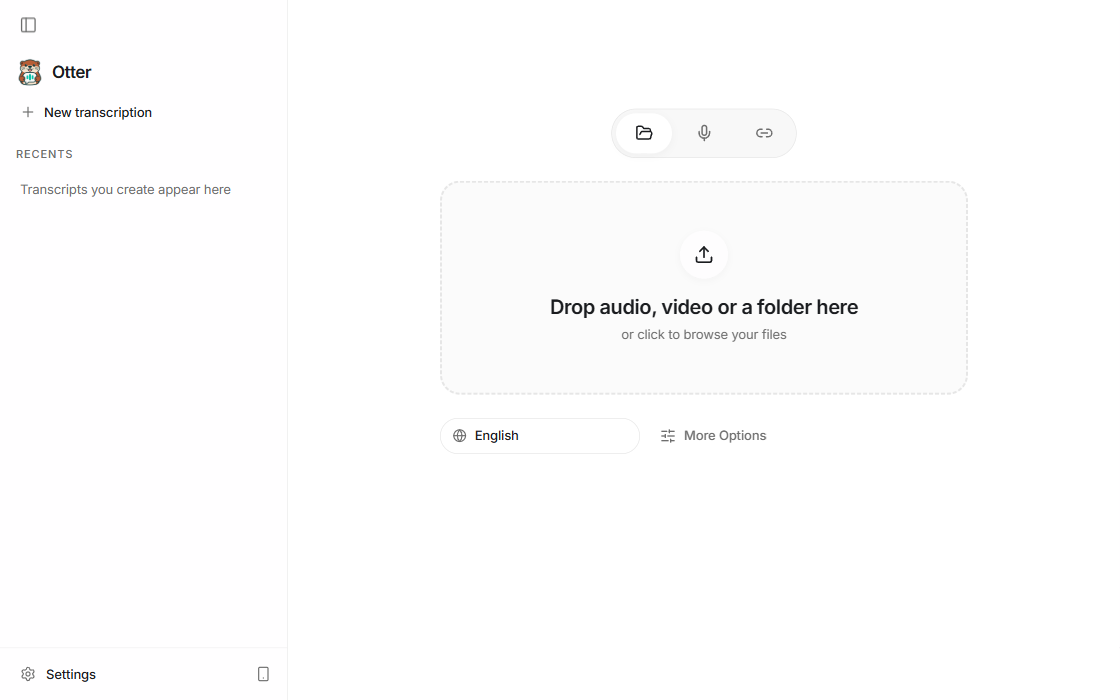 Otter
New transcription
RECENTS
Transcripts you create appear here
Drop audio, video or a folder here
or click to browse your files
English
More Options
Settings